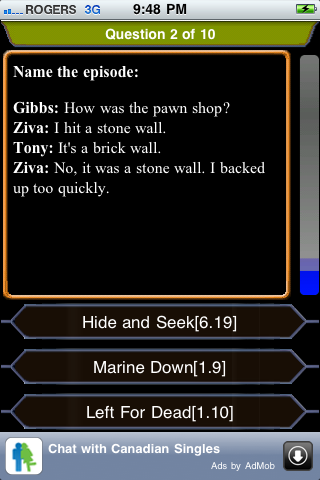 ROGERS 3G 9:48 PM
Question 2 of 10
Name the episode:
Gibbs: How was the pawn shop?
Ziva: I hit a stone wall.
Tony: It's a brick wall.
Ziva: No, it was a stone wall. I backed
up too quickly.
Hide and Seek[6.19]
Marine Down[1.9]
Left For Dead[1.10]
Chat with Canadian Singles
Ads by AdMob